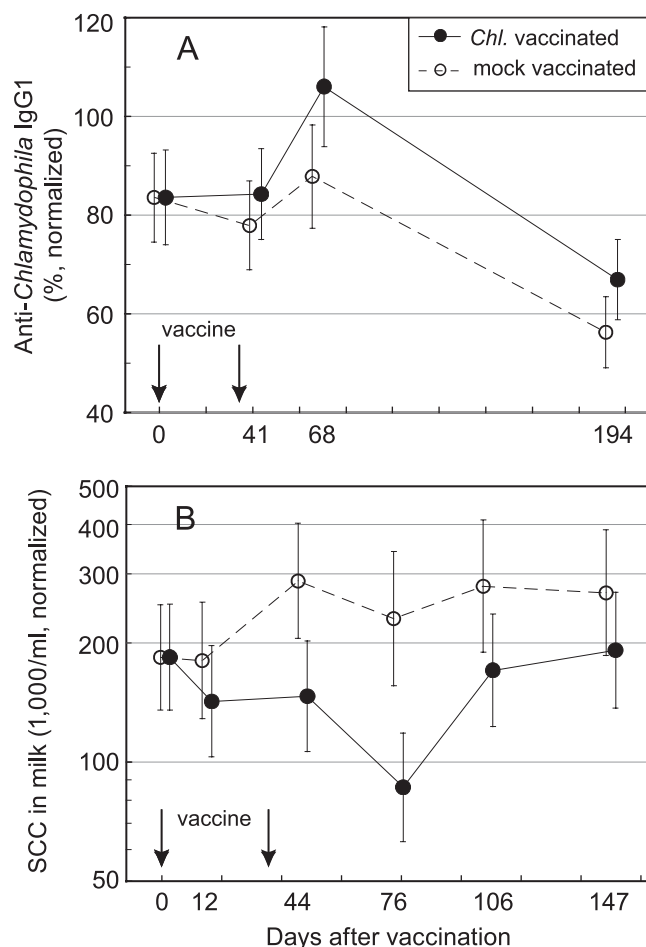 120
A
Chl. vaccinated
mock vaccinated
100
80
60
40
Anti-Chlamydophila IgG1
(%, normalized)
vaccine
0 41 68 194
500
B
400
300
200
100
50
SCC in milk (1,000/ml, normalized)
vaccine
0 12 44 76 106 147
Days after vaccination